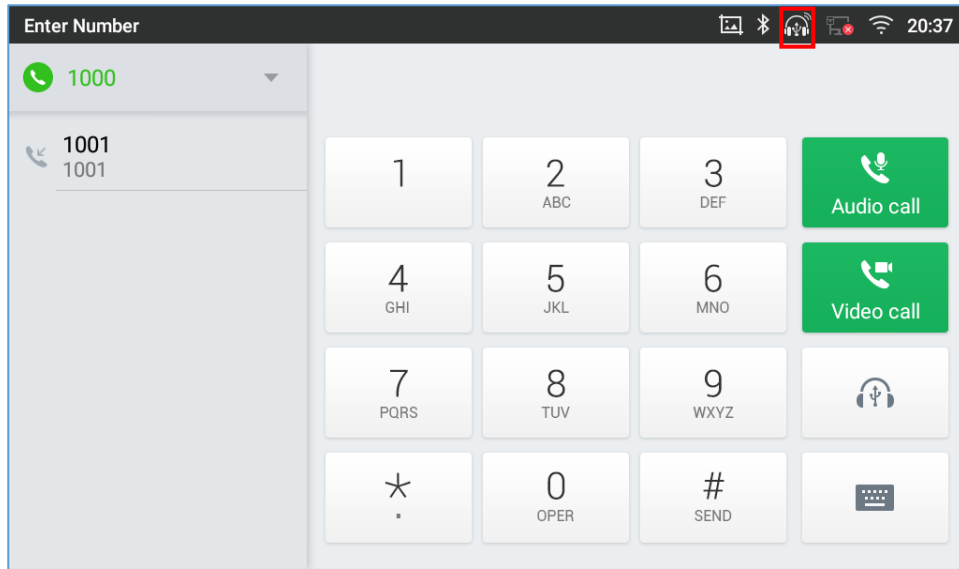 Enter Number
20:37
1000
1001
1001
1
2
ABC
3
DEF
Audio call
4
GHI
5
JKL
6
MNO
Video call
7
PQRS
8
TUV
9
WXYZ
*
.
0
OPER
#
SEND